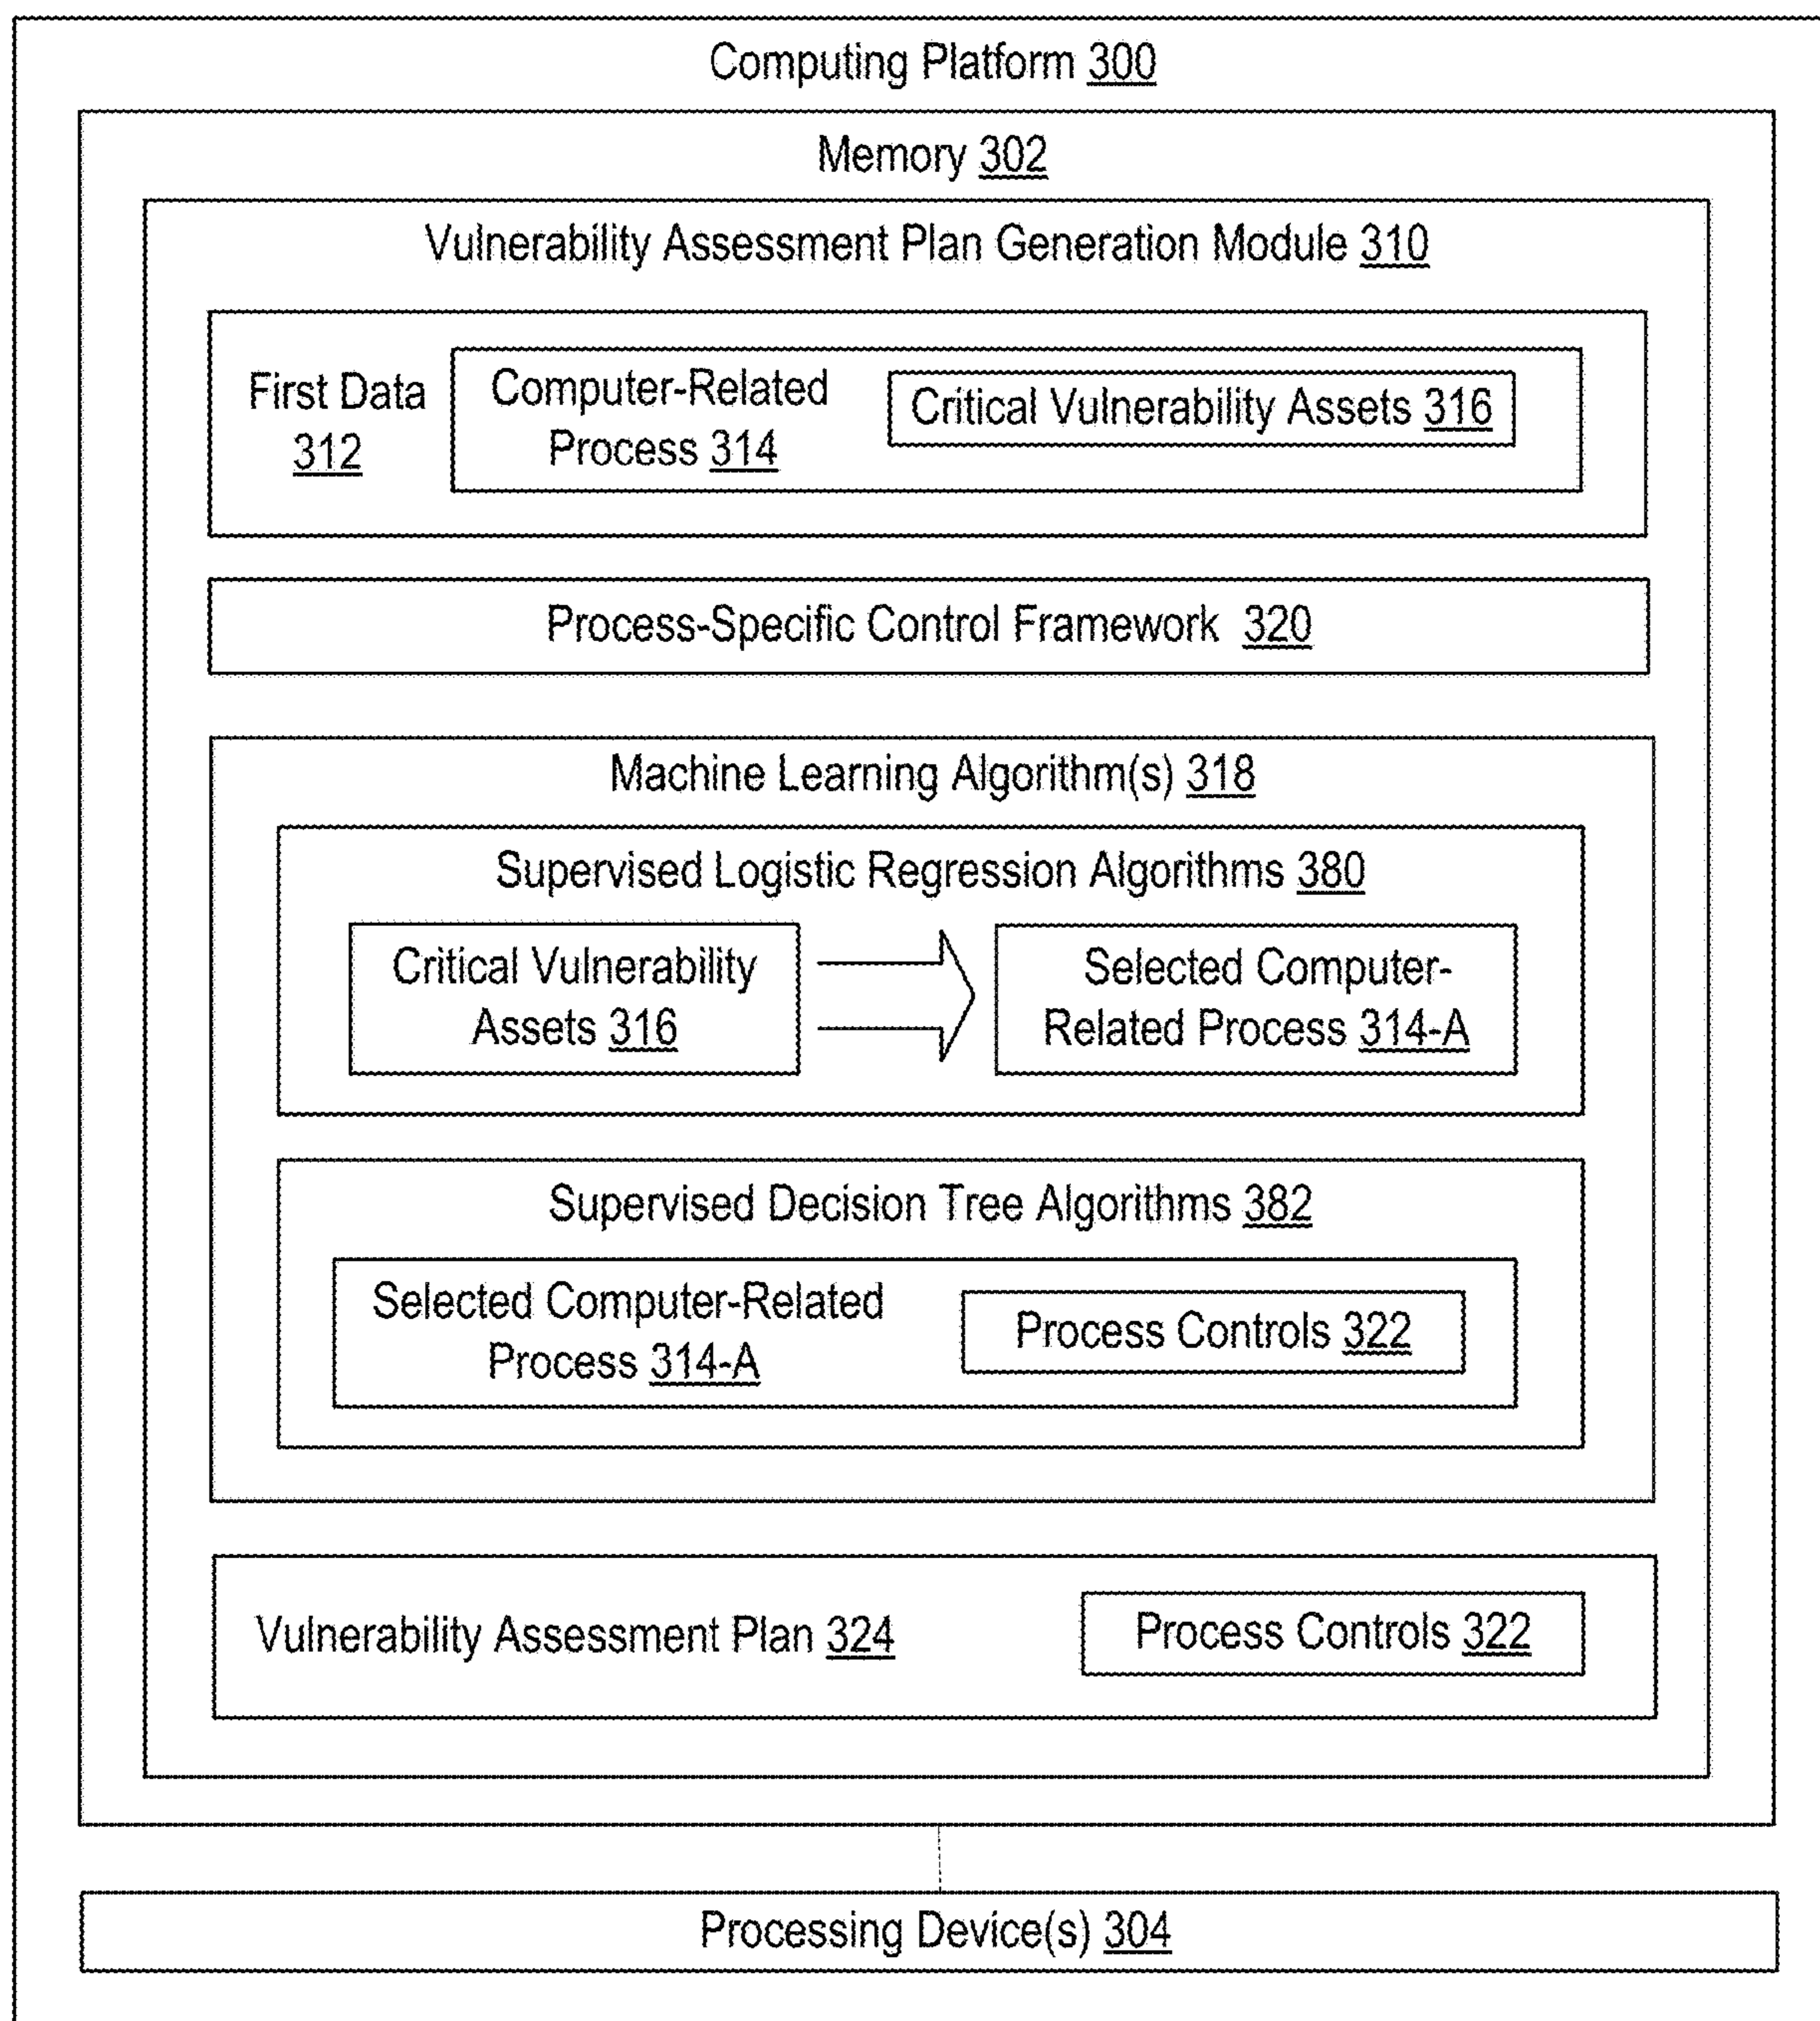 Computing Platform 300
Memory 302
Vulnerability Assessment Plan Generation Module 310
First Data
312
Computer-Related
Process 314
Critical Vulnerability Assets 316
Process-Specific Control Framework 320
Machine Learning Algorithm(s) 318
Supervised Logistic Regression Algorithms 380
Critical Vulnerability
Assets 316
Selected Computer-
Related Process 314-A
Supervised Decision Tree Algorithms 382
Selected Computer-Related
Process 314-A
Process Controls 322
Vulnerability Assessment Plan 324
Process Controls 322
Processing Device(s) 304